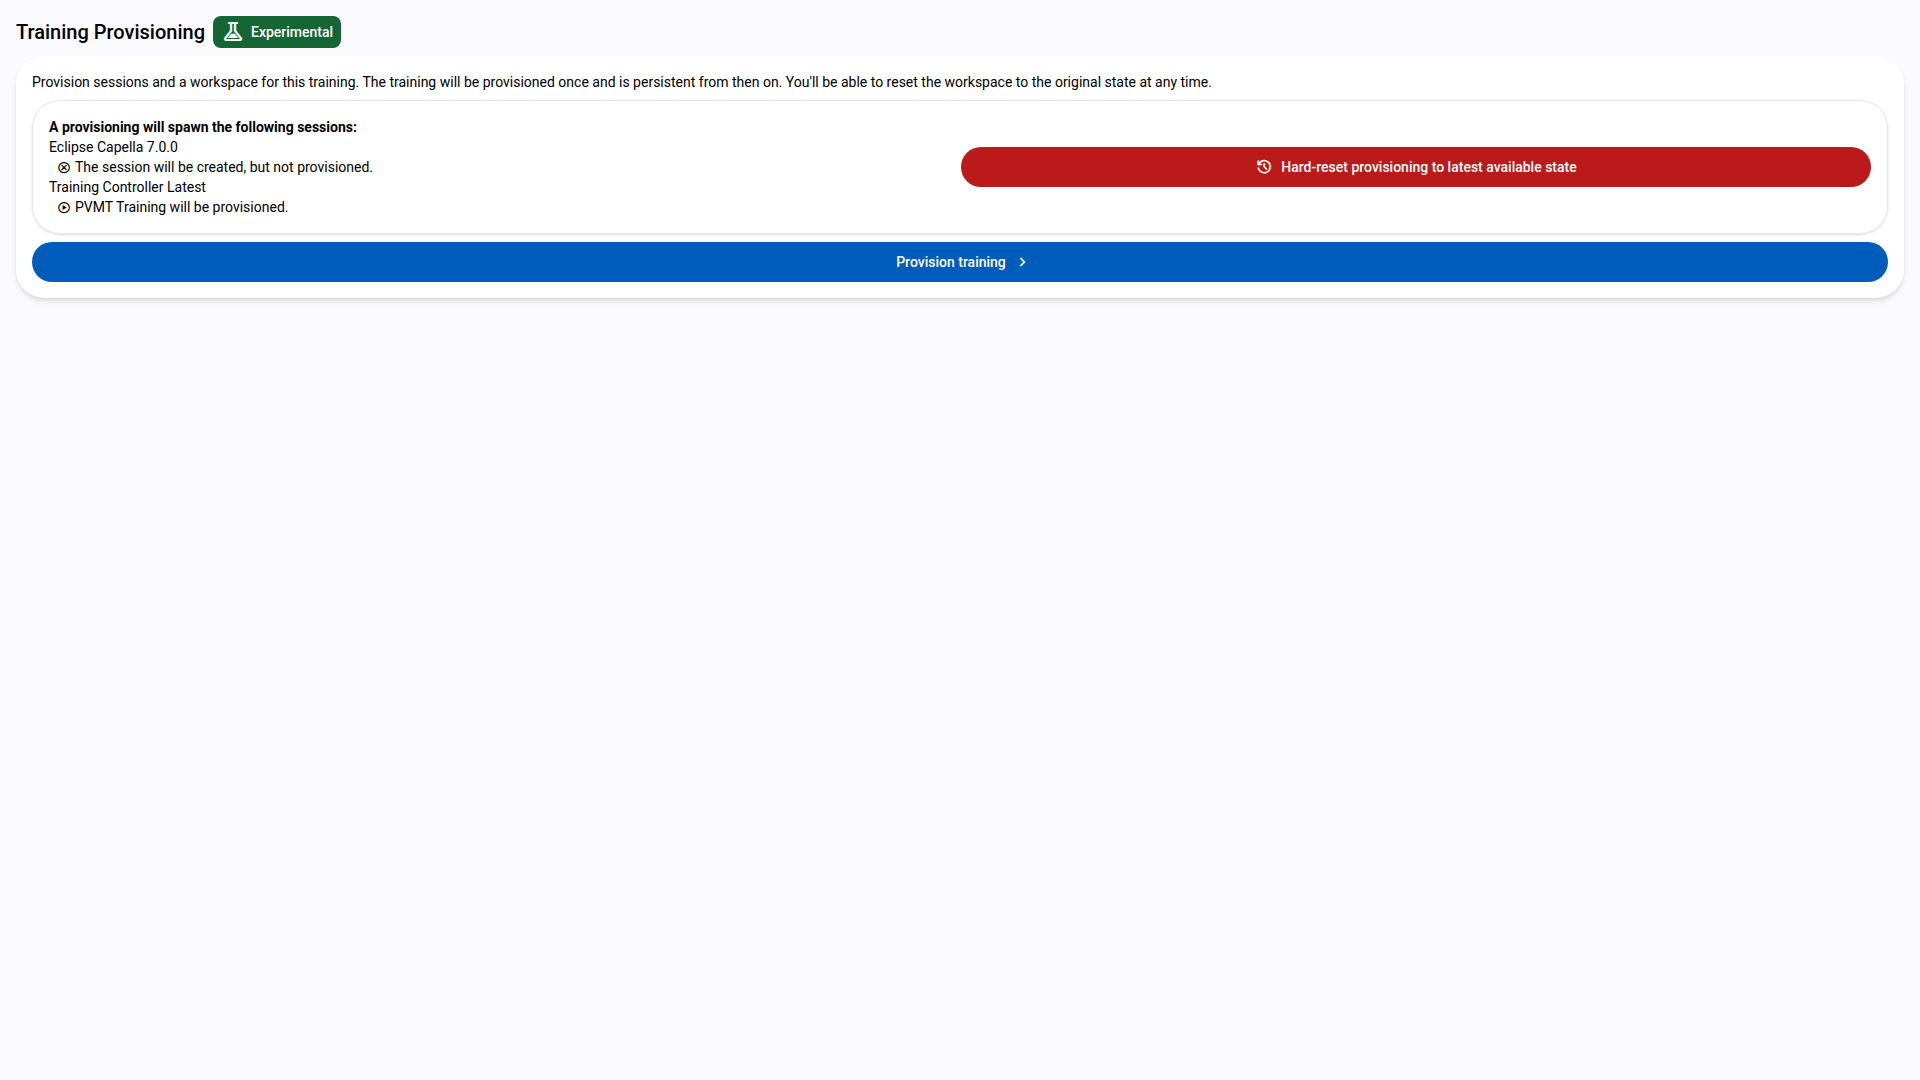 Training Provisioning
Experimental
Provision sessions and a workspace for this training. The training will be provisioned once and is persistent from then on. You'll be able to reset the workspace to the original state at any time.
A provisioning will spawn the following sessions:
Eclipse Capella 7.0.0
The session will be created, but not provisioned.
Training Controller Latest
PVMT Training will be provisioned.
Hard-reset provisioning to latest available state
Provision training